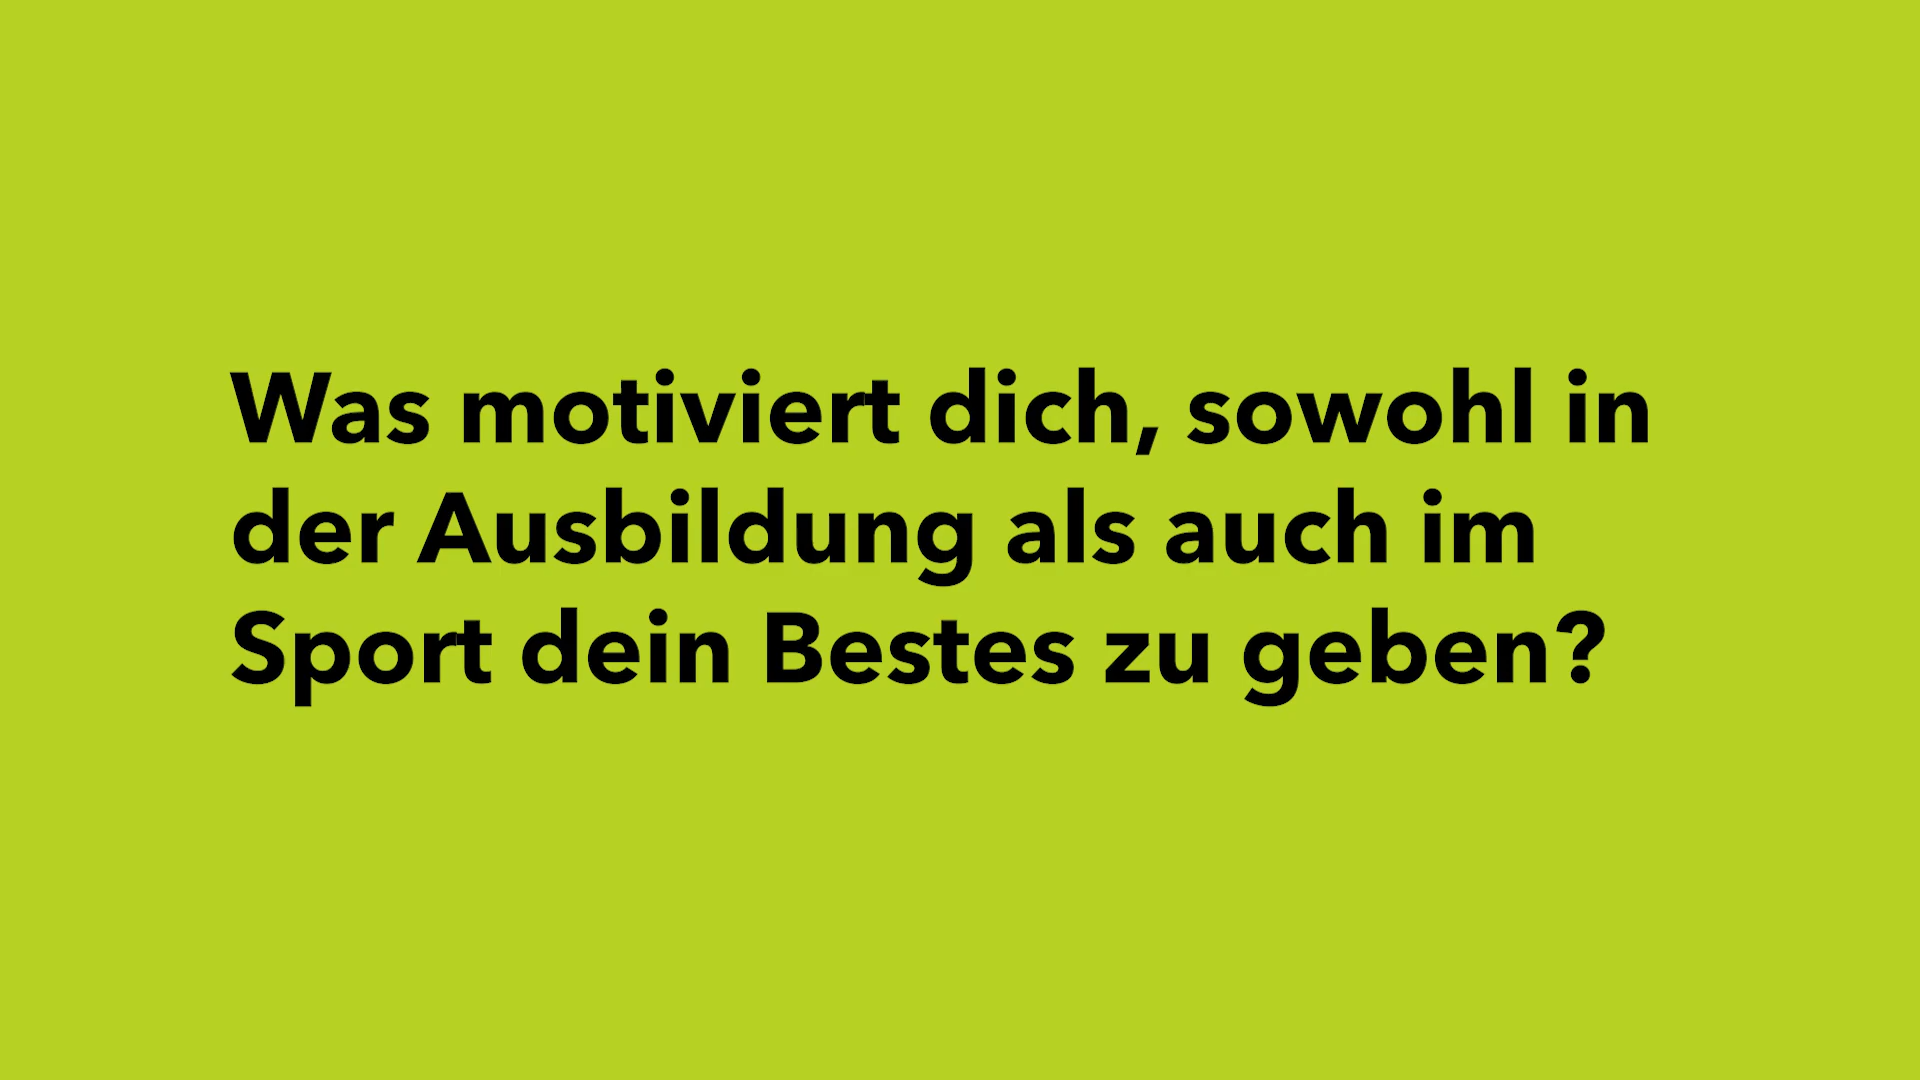 Was motiviert dich, sowohl in
der Ausbildung als auch im
Sport dein Bestes zu geben?